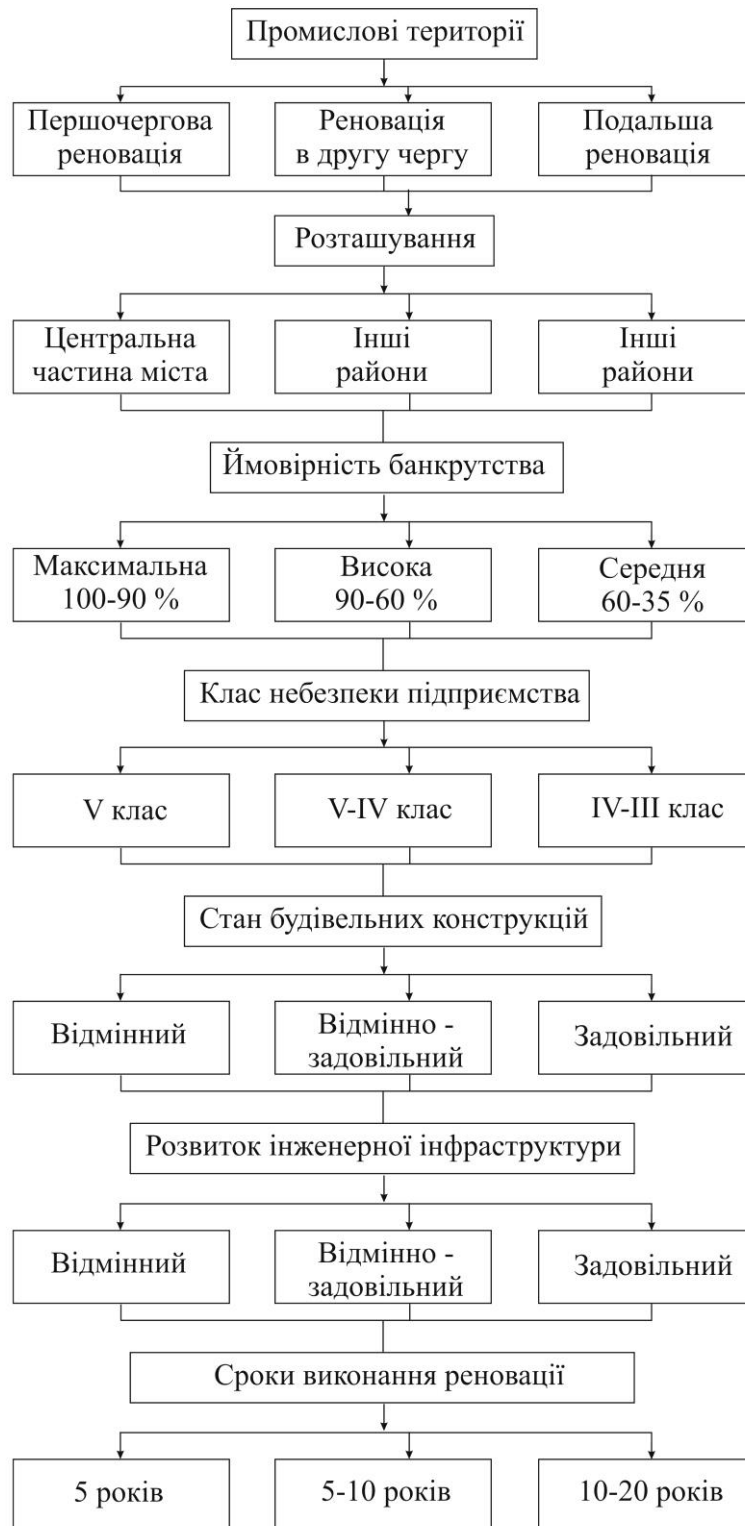 Промислові території
Першочергова
реновація
Реновація
в другу чергу
Подальша
реновація
Розташування
Центральна
частина міста
Інші
райони
Інші
райони
Ймовірність банкрутства
Максимальна
100-90 %
Висока
90-60 %
Середня
60-35 %
Клас небезпеки підприємства
V клас
V-IV клас
IV-III клас
Стан будівельних конструкцій
Відмінний
Відмінно -
задовільний
Задовільний
Розвиток інженерної інфраструктури
Відмінний
Відмінно -
задовільний
Задовільний
Сроки виконання реновації
5 років
5-10 років
10-20 років